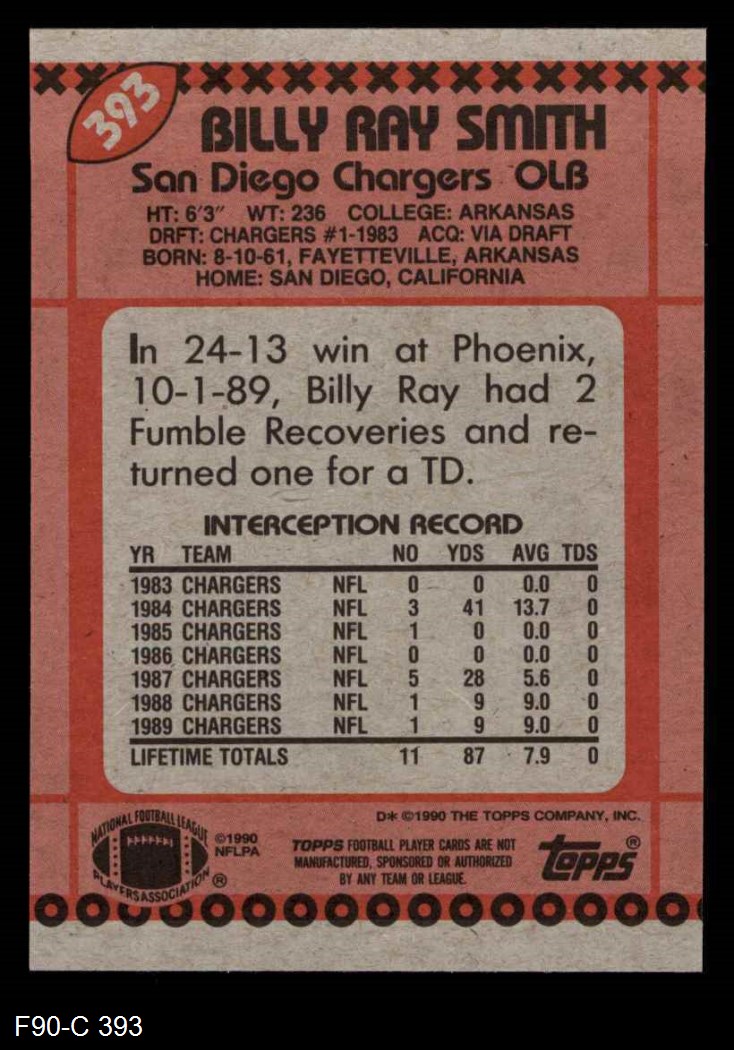 393
BILLY RAY SMITH
San Diego Chargers OLB
HT: 6'3" WT: 236 COLLEGE: ARKANSAS
DRFT: CHARGERS #1-1983 ACQ: VIA DRAFT
BORN: 8-10-61, FAYETTEVILLE, ARKANSAS
HOME: SAN DIEGO, CALIFORNIA
In 24-13 win at Phoenix,
10-1-89, Billy Ray had 2
Fumble Recoveries and re-
turned one for a TD.
INTERCEPTION RECORD
YR TEAM NO YDS AVG TDS
1983 CHARGERS NFL 0 0 0.0 0
1984 CHARGERS NFL 3 41 13.7 0
1985 CHARGERS NFL 1 0 0.0 0
1986 CHARGERS NFL 0 0 0.0 0
1987 CHARGERS NFL 5 28 5.6 0
1988 CHARGERS NFL 1 9 9.0 0
1989 CHARGERS NFL 1 9 9.0 0
LIFETIME TOTALS 11 87 7.9 0
D* ©1990 THE TOPPS COMPANY, INC.
NATIONAL FOOTBALL LEAGUE
PLAYERS ASSOCIATION ®
©1990
NFLPA
TOPPS FOOTBALL PLAYER CARDS ARE NOT
MANUFACTURED, SPONSORED OR AUTHORIZED
BY ANY TEAM OR LEAGUE.
topps®
F90-C 393